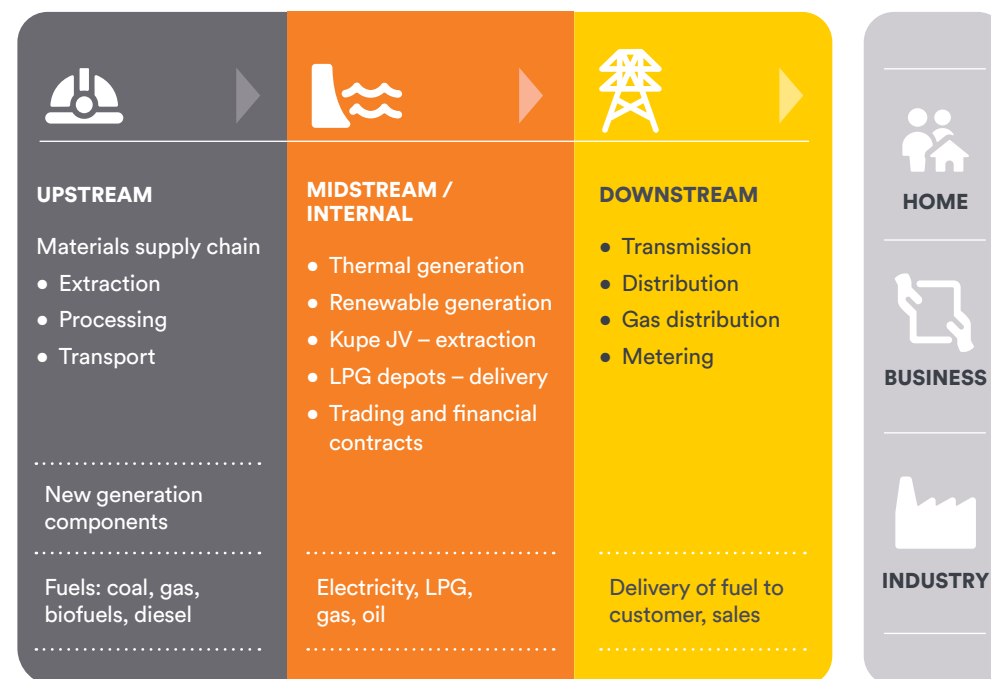 UPSTREAM
Materials supply chain
• Extraction
• Processing
• Transport
New generation
components
Fuels: coal, gas,
biofuels, diesel
MIDSTREAM /
INTERNAL
• Thermal generation
• Renewable generation
• Kupe JV – extraction
• LPG depots – delivery
• Trading and financial
contracts
Electricity, LPG,
gas, oil
DOWNSTREAM
• Transmission
• Distribution
• Gas distribution
• Metering
Delivery of fuel to
customer, sales
HOME
BUSINESS
INDUSTRY